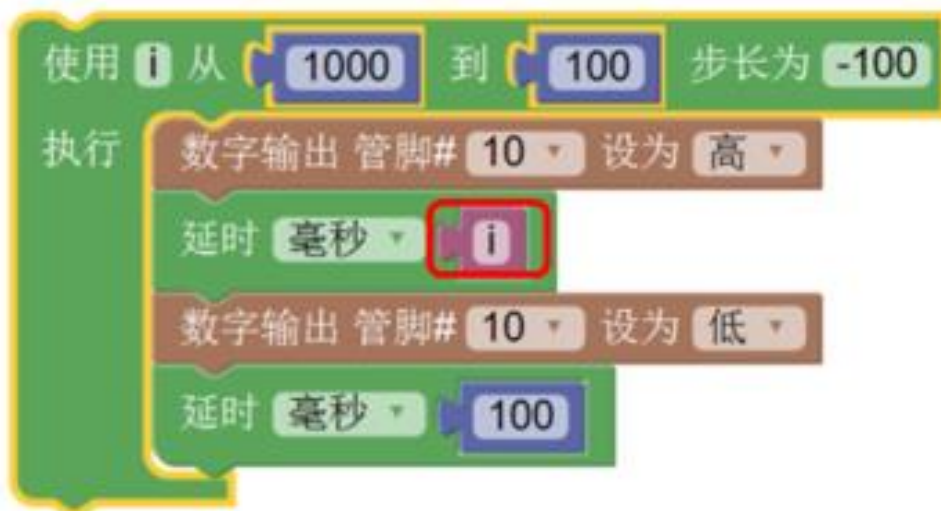 使用 i 从 1000 到 100 步长为 -100
执行 数字输出 管脚# 10 设为 高
延时 毫秒 i
数字输出 管脚# 10 设为 低
延时 毫秒 100